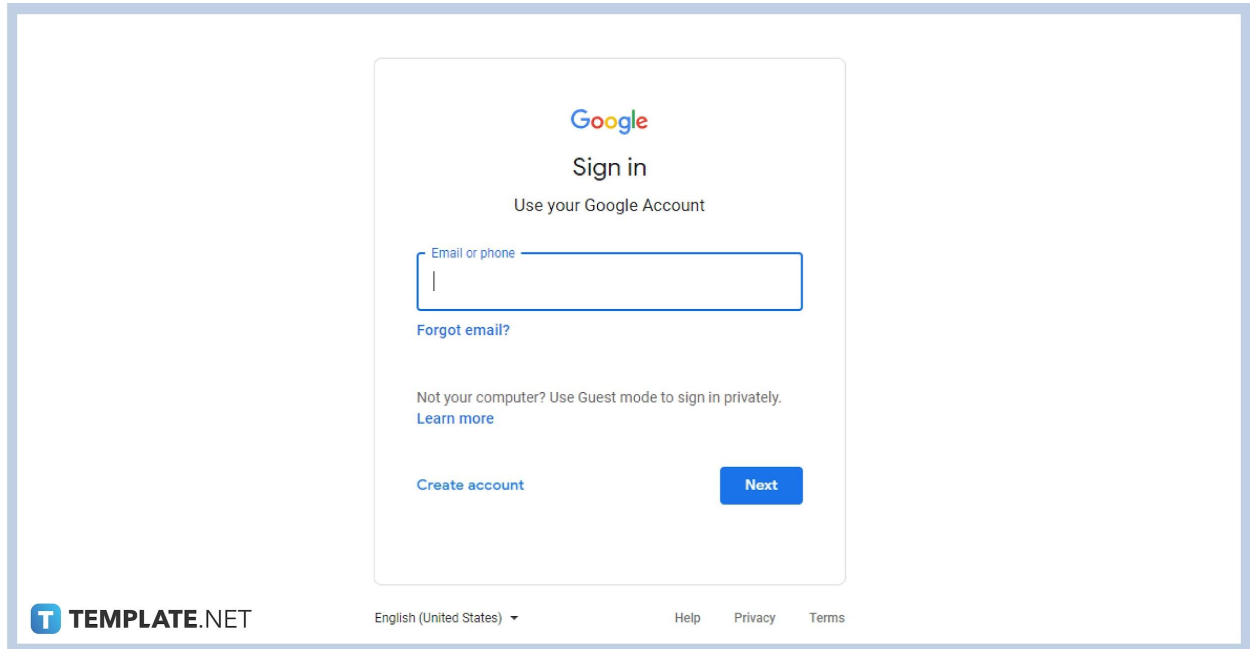 Google
Sign in
Use your Google Account
Email or phone
Forgot email?
Not your computer? Use Guest mode to sign in privately.
Learn more
Create account
Next
T TEMPLATE.NET
English (United States)
Help Privacy Terms